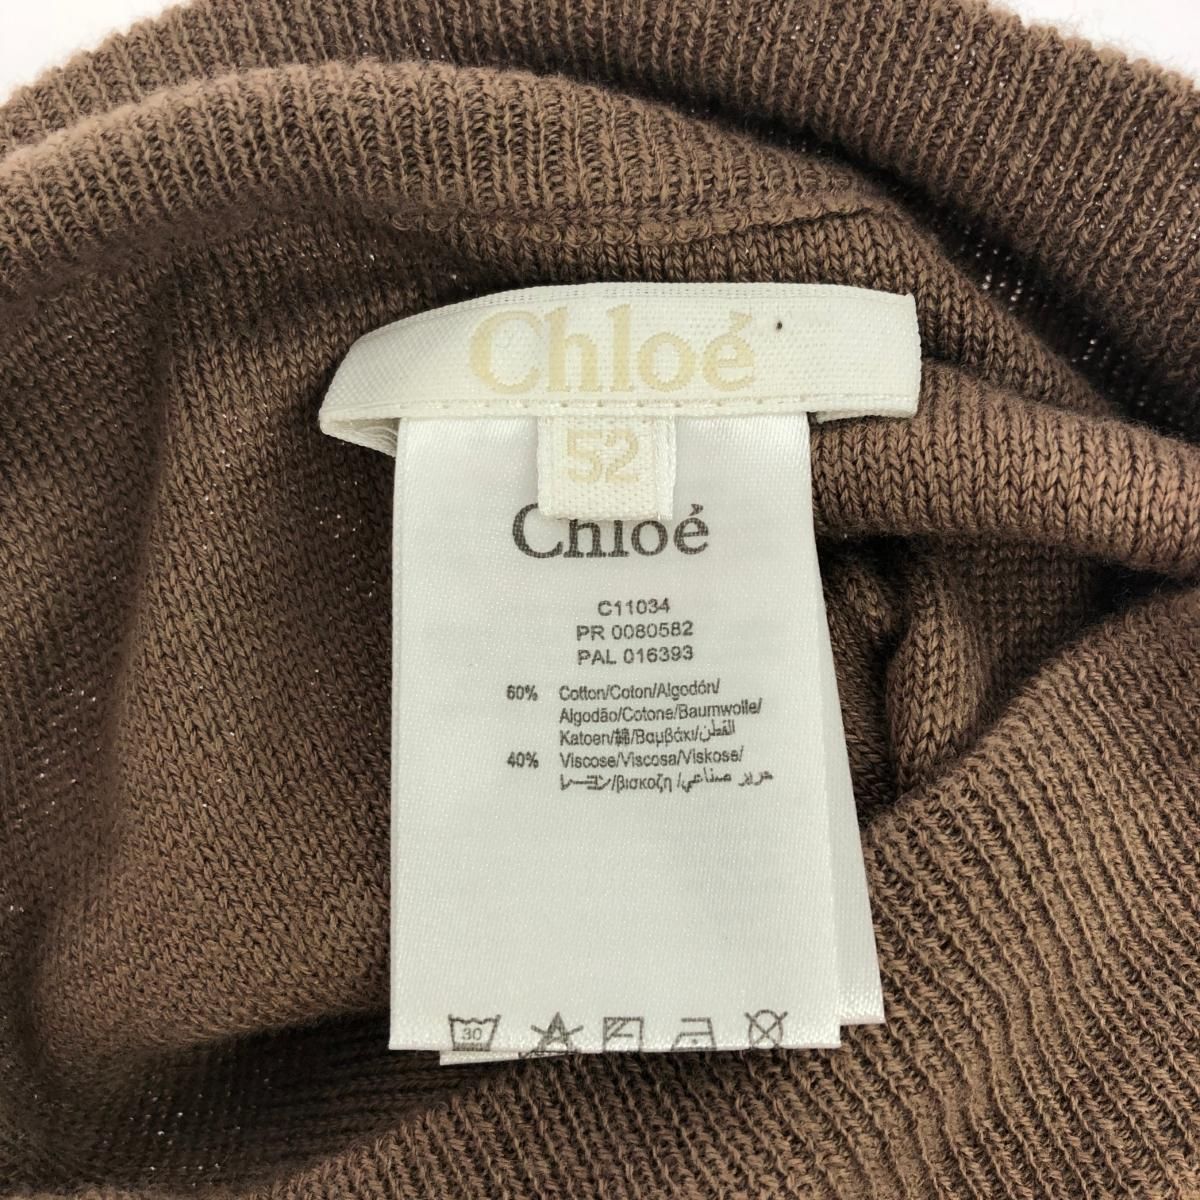 Chloé
52
Chloé
C11034
PR 0080582
PAL 016393
60% Cotton/Coton/Algodón/
Algodão/Cotone/Baumwolle/
Katoen/綿/Βαμβάκι/القطن
40% Viscose/Viscosa/Viskose/
レーヨン/βισκοζη /حرير صناعي
30